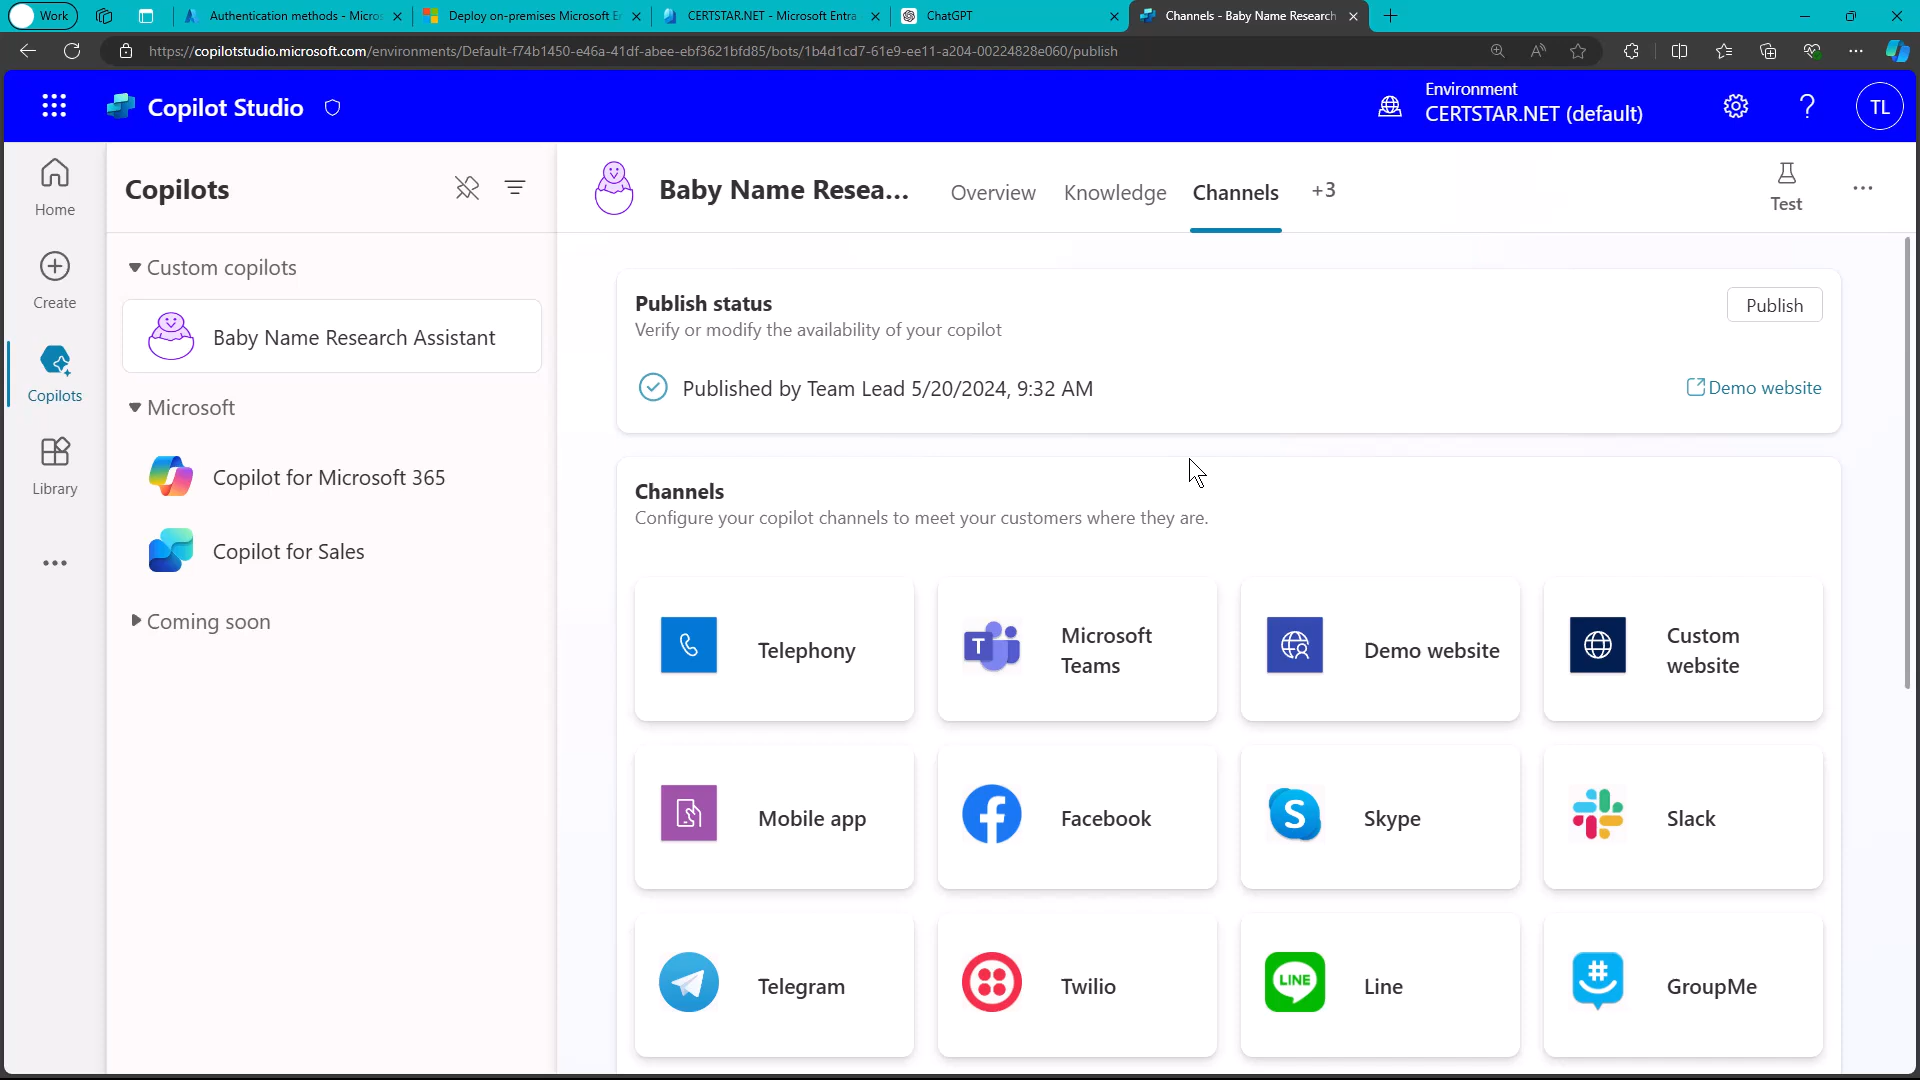 Work
Authentication methods - Micros
Deploy on-premises Microsoft E
CERTSTAR.NET - Microsoft Entra
ChatGPT
Channels - Baby Name Research
https://copilotstudio.microsoft.com/environments/Default-f74b1450-e46a-41df-abee-ebf3621bfd85/bots/1b4d1cd7-61e9-ee11-a204-00224828e060/publish
Copilot Studio
Environment
CERTSTAR.NET (default)
?
TL
Home
Create
Copilots
Library
Copilots
Custom copilots
Baby Name Research Assistant
Microsoft
Copilot for Microsoft 365
Copilot for Sales
Coming soon
Baby Name Resea...
Overview
Knowledge
Channels
+3
Test
Publish status
Verify or modify the availability of your copilot
Publish
Published by Team Lead 5/20/2024, 9:32 AM
Demo website
Channels
Configure your copilot channels to meet your customers where they are.
Telephony
T
Microsoft
Teams
Demo website
Custom
website
Mobile app
Facebook
S
Skype
Slack
Telegram
Twilio
LINE
Line
#
GroupMe